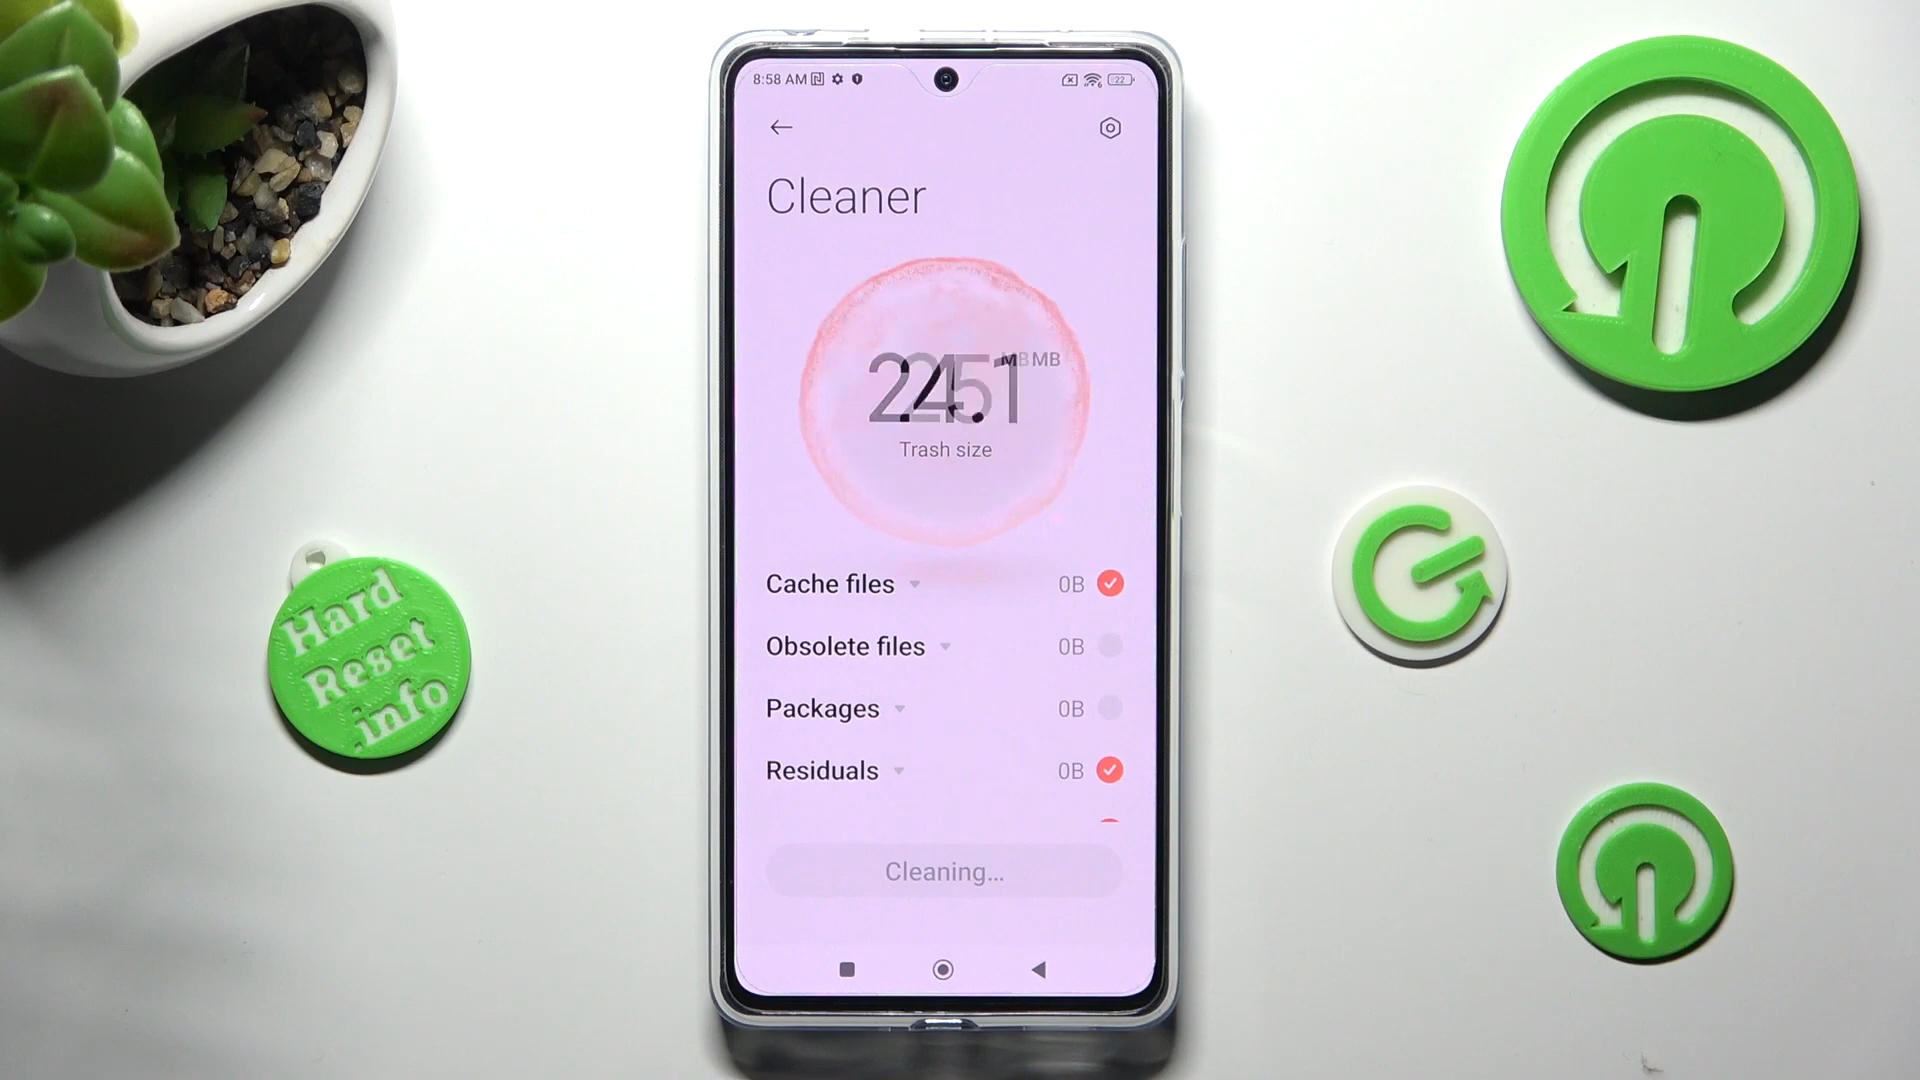 8:58 AM
22
Cleaner
MB
Trash size
Cache files 0B
Obsolete files 0B
Packages 0B
Residuals 0B
Cleaning...
Hard
Reset
.info